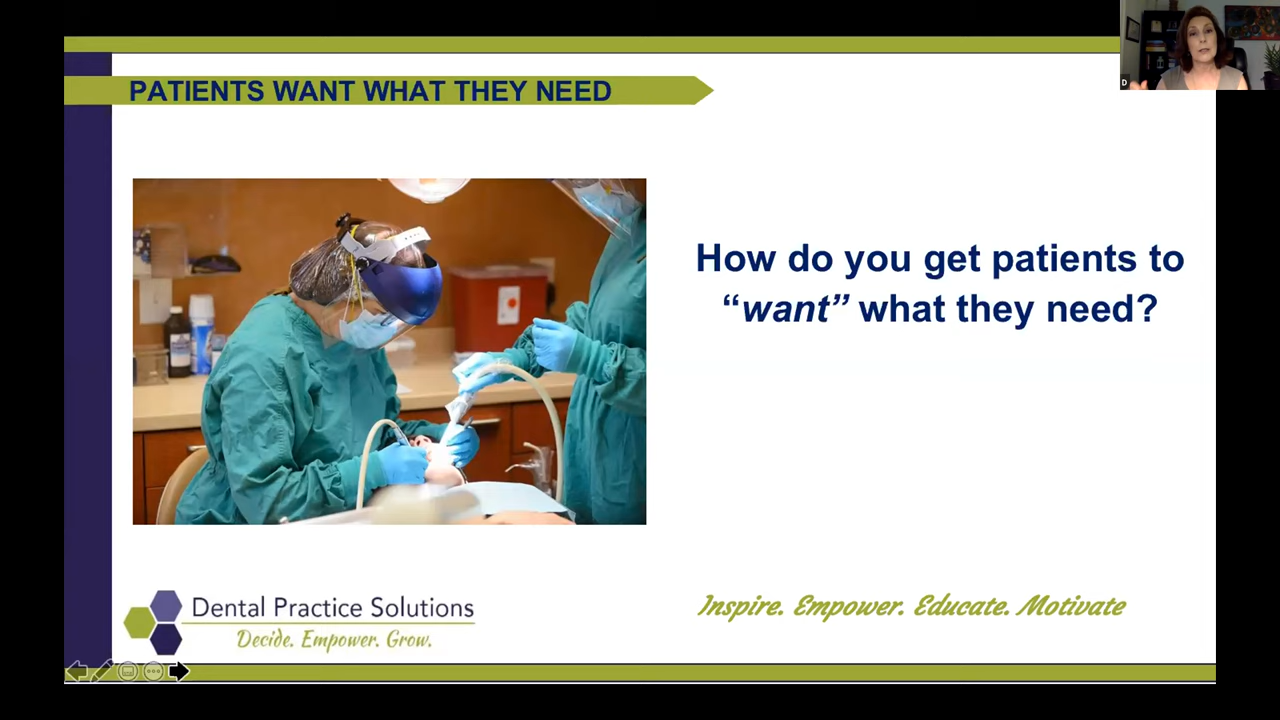 D
PATIENTS WANT WHAT THEY NEED
How do you get patients to
“want” what they need?
Dental Practice Solutions
Decide. Empower. Grow.
Inspire. Empower. Educate. Motivate